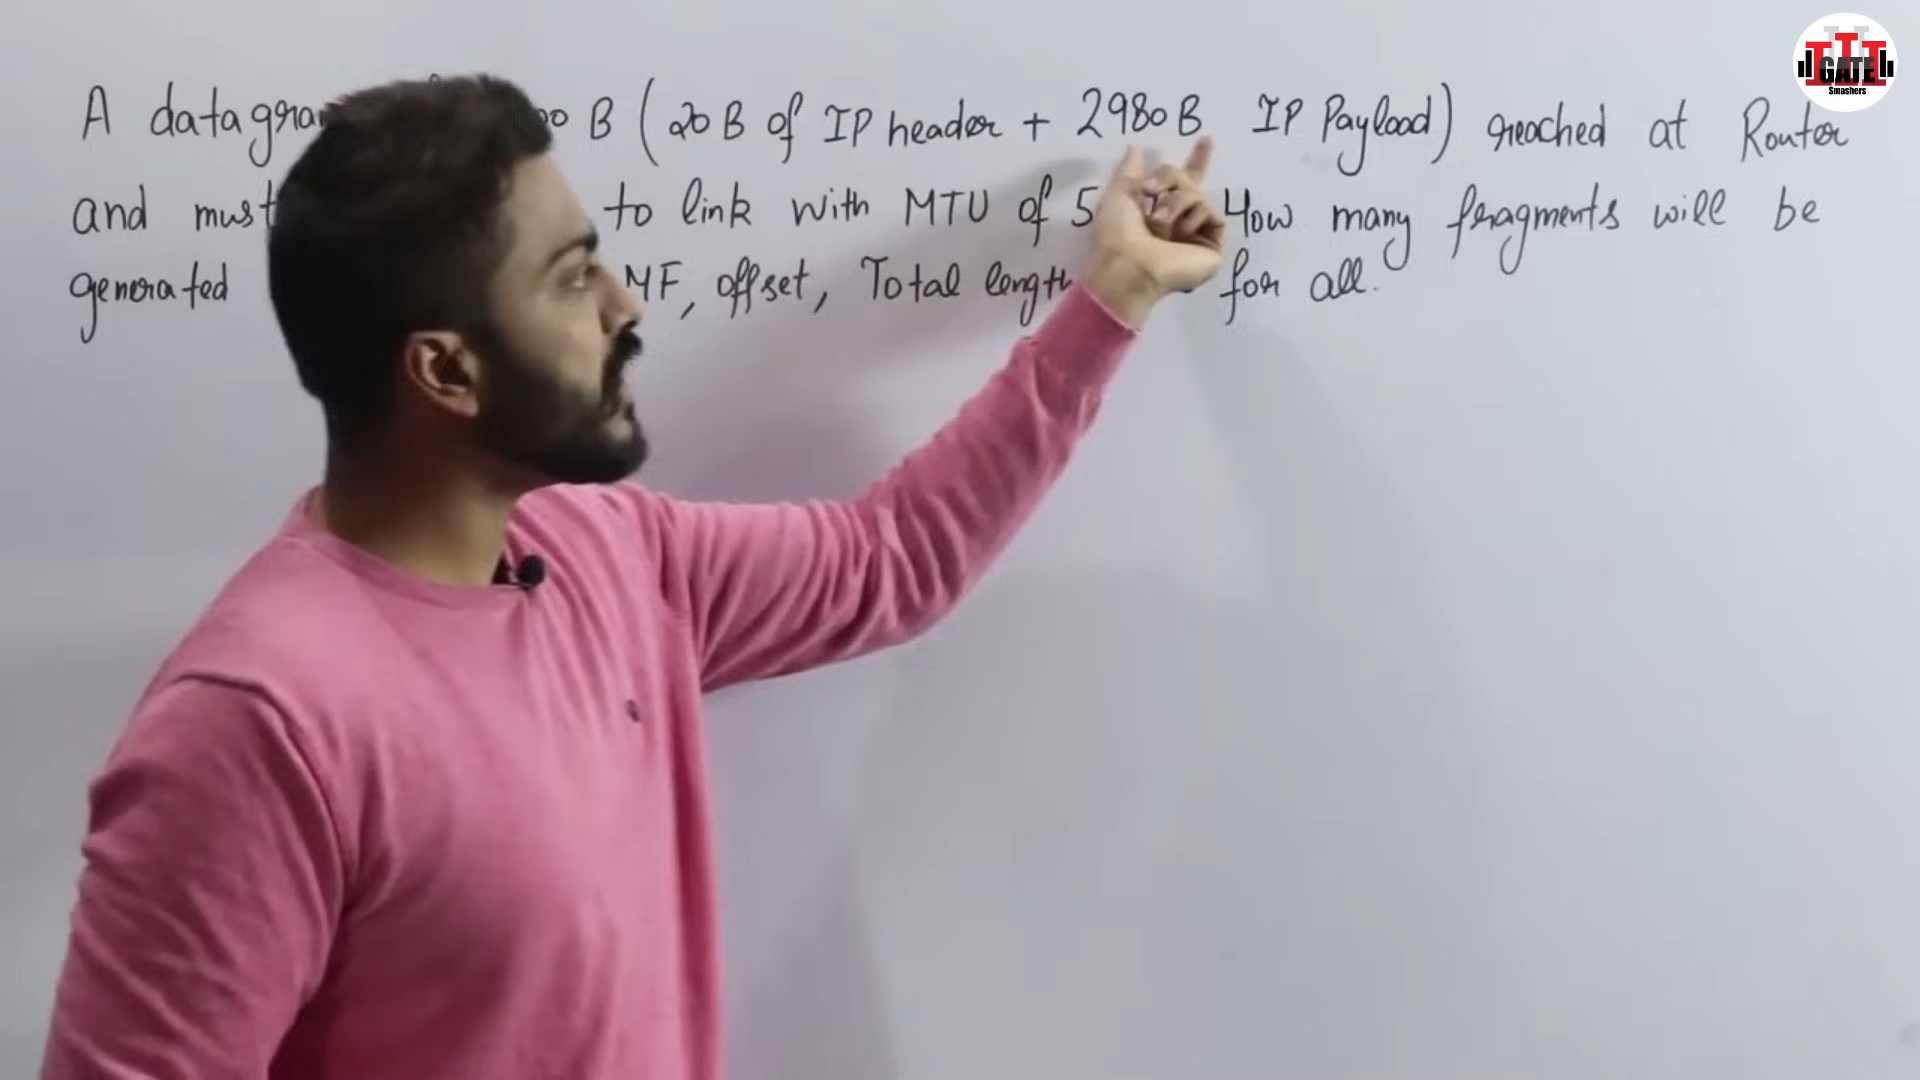 A datagram 00 B (20 B of IP header + 2980 B IP Payload) reached at Router
and must to link with MTU of 5 How many fragments will be
generated MF, offset, Total length for all.
GATE
Smashers